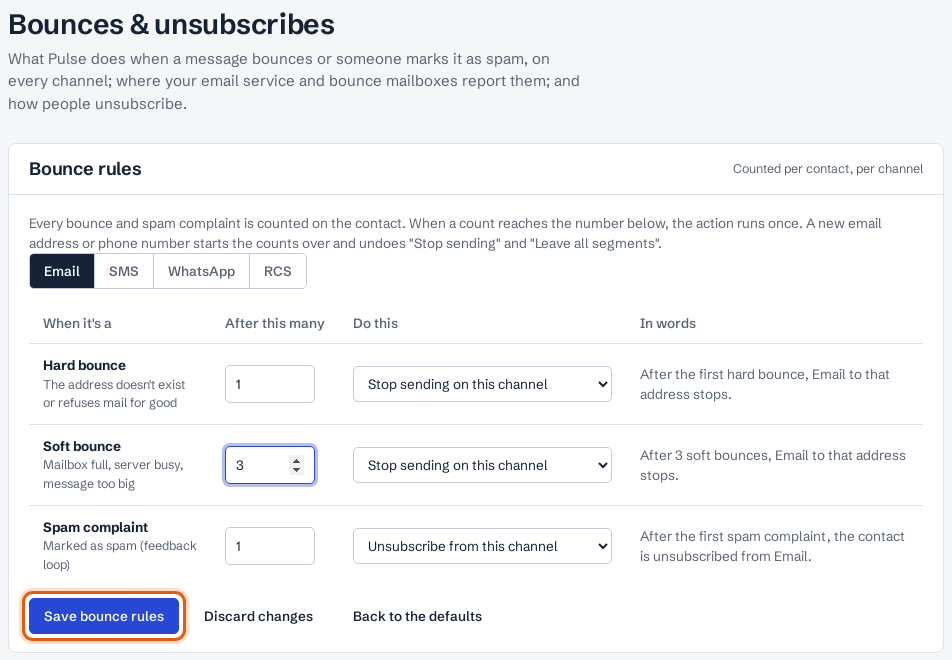 Bounces & unsubscribes
What Pulse does when a message bounces or someone marks it as spam, on
every channel; where your email service and bounce mailboxes report them; and
how people unsubscribe.
Bounce rules
Counted per contact, per channel
Every bounce and spam complaint is counted on the contact. When a count reaches the number below, the action runs once. A new email
address or phone number starts the counts over and undoes "Stop sending" and "Leave all segments".
Email SMS WhatsApp RCS
When it's a After this many Do this In words
Hard bounce
The address doesn't exist
or refuses mail for good
1
Stop sending on this channel
After the first hard bounce, Email to that
address stops.
Soft bounce
Mailbox full, server busy,
message too big
3
Stop sending on this channel
After 3 soft bounces, Email to that address
stops.
Spam complaint
Marked as spam (feedback
loop)
1
Unsubscribe from this channel
After the first spam complaint, the contact
is unsubscribed from Email.
Save bounce rules Discard changes Back to the defaults